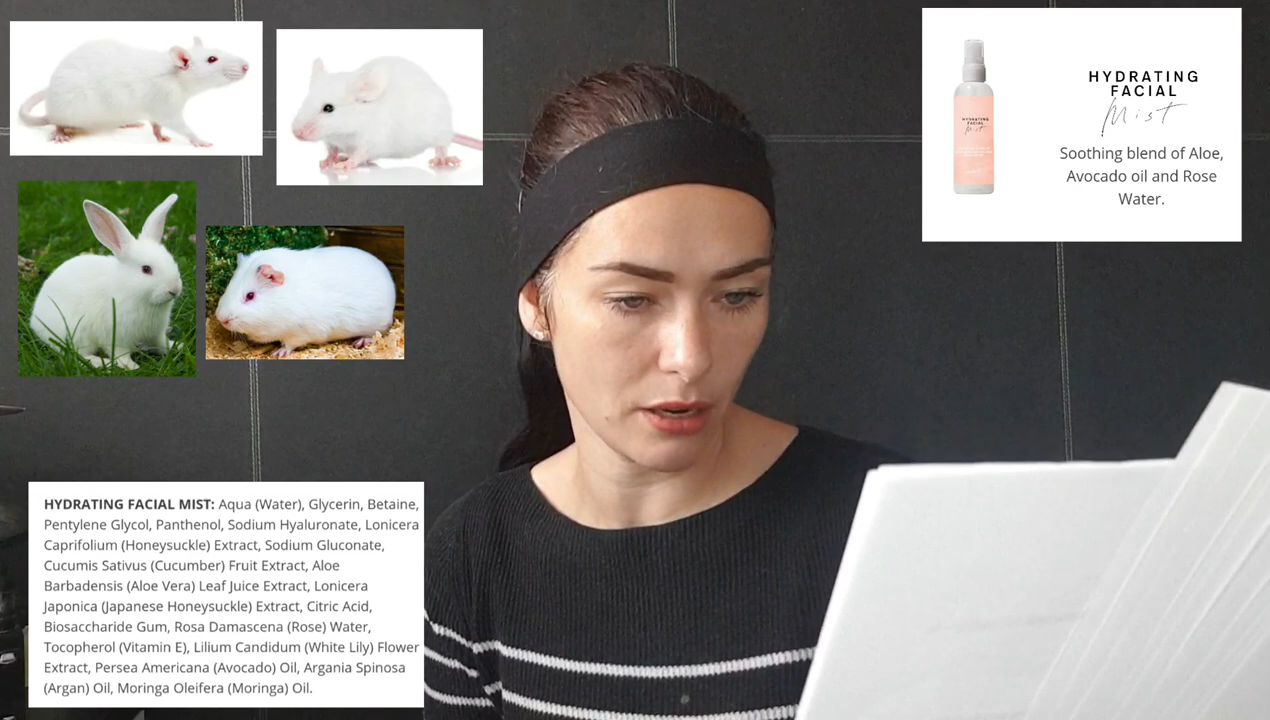 HYDRATING
FACIAL
Mist
Soothing blend of Aloe,
Avocado oil and Rose
Water.
HYDRATING
FACIAL
Mist
HYDRATING FACIAL MIST: Aqua (Water), Glycerin, Betaine,
Pentylene Glycol, Panthenol, Sodium Hyaluronate, Lonicera
Caprifolium (Honeysuckle) Extract, Sodium Gluconate,
Cucumis Sativus (Cucumber) Fruit Extract, Aloe
Barbadensis (Aloe Vera) Leaf Juice Extract, Lonicera
Japonica (Japanese Honeysuckle) Extract, Citric Acid,
Biosaccharide Gum, Rosa Damascena (Rose) Water,
Tocopherol (Vitamin E), Lilium Candidum (White Lily) Flower
Extract, Persea Americana (Avocado) Oil, Argania Spinosa
(Argan) Oil, Moringa Oleifera (Moringa) Oil.